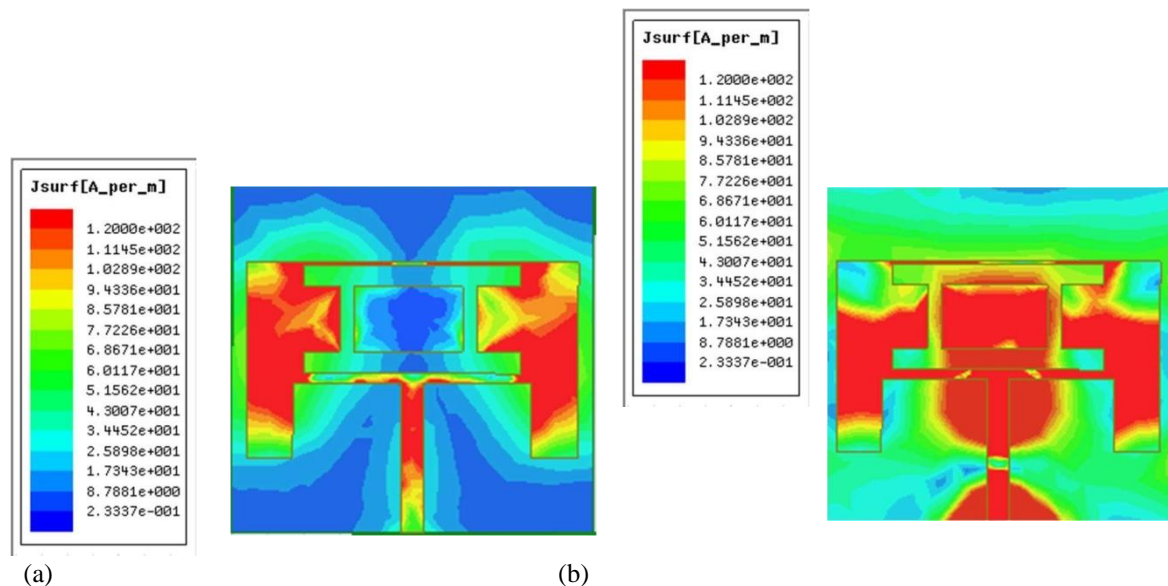 Jsurf[A_per_m]
1.2000e+002
1.1145e+002
1.0289e+002
9.4336e+001
8.5781e+001
7.7226e+001
6.8671e+001
6.0117e+001
5.1562e+001
4.3007e+001
3.4452e+001
2.5898e+001
1.7343e+001
8.7881e+000
2.3337e-001
(a)
Jsurf[A_per_m]
1.2000e+002
1.1145e+002
1.0289e+002
9.4336e+001
8.5781e+001
7.7226e+001
6.8671e+001
6.0117e+001
5.1562e+001
4.3007e+001
3.4452e+001
2.5898e+001
1.7343e+001
8.7881e+000
2.3337e-001
(b)